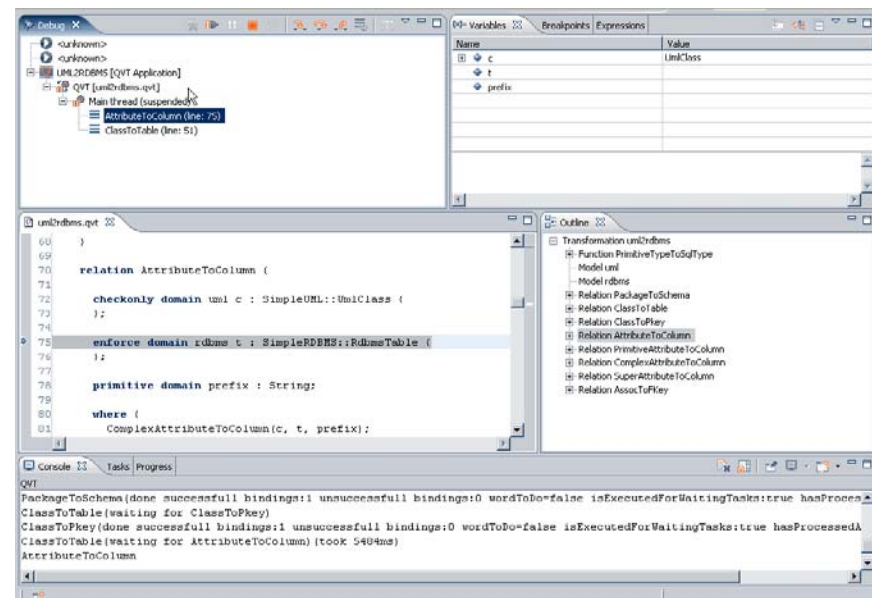 Debug
<unknown>
<unknown>
UML2RDBMS [QVT Application]
QVT [uml2rdbms.qvt]
Main thread (suspended)
AttributeToColumn (line: 75)
ClassToTable (line: 51)
Variables
Breakpoints
Expressions
Name
Value
c
UmlClass
t
prefix
uml2rdbms.qvt
68 }
69
70 relation AttributeToColumn {
71
72 checkonly domain uml c : SimpleUML::UmlClass {
73 };
74
75 enforce domain rdbms t : SimpleRDBMS::RdbmsTable {
76 };
77
78 primitive domain prefix : String;
79
80 where {
81 ComplexAttributeToColumn(c, t, prefix);
Outline
Transformation uml2rdbms
Function PrimitiveTypeToSqlType
Model uml
Model rdbms
Relation PackageToSchema
Relation ClassToTable
Relation ClassToPkey
Relation AttributeToColumn
Relation PrimitiveAttributeToColumn
Relation ComplexAttributeToColumn
Relation SuperAttributeToColumn
Relation AssocToFKey
Console
Tasks
Progress
QVT
PackageToSchema(done successfull bindings:1 unsuccessfull bindings:0 wordToDo=false isExecutedForWaitingTasks:true hasProces
ClassToTable(waiting for ClassToPkey)
ClassToPkey(done successfull bindings:1 unsuccessfull bindings:0 wordToDo=false isExecutedForWaitingTasks:true hasProcessedA
ClassToTable(waiting for AttributeToColumn)(took 5484ms)
AttributeToColumn